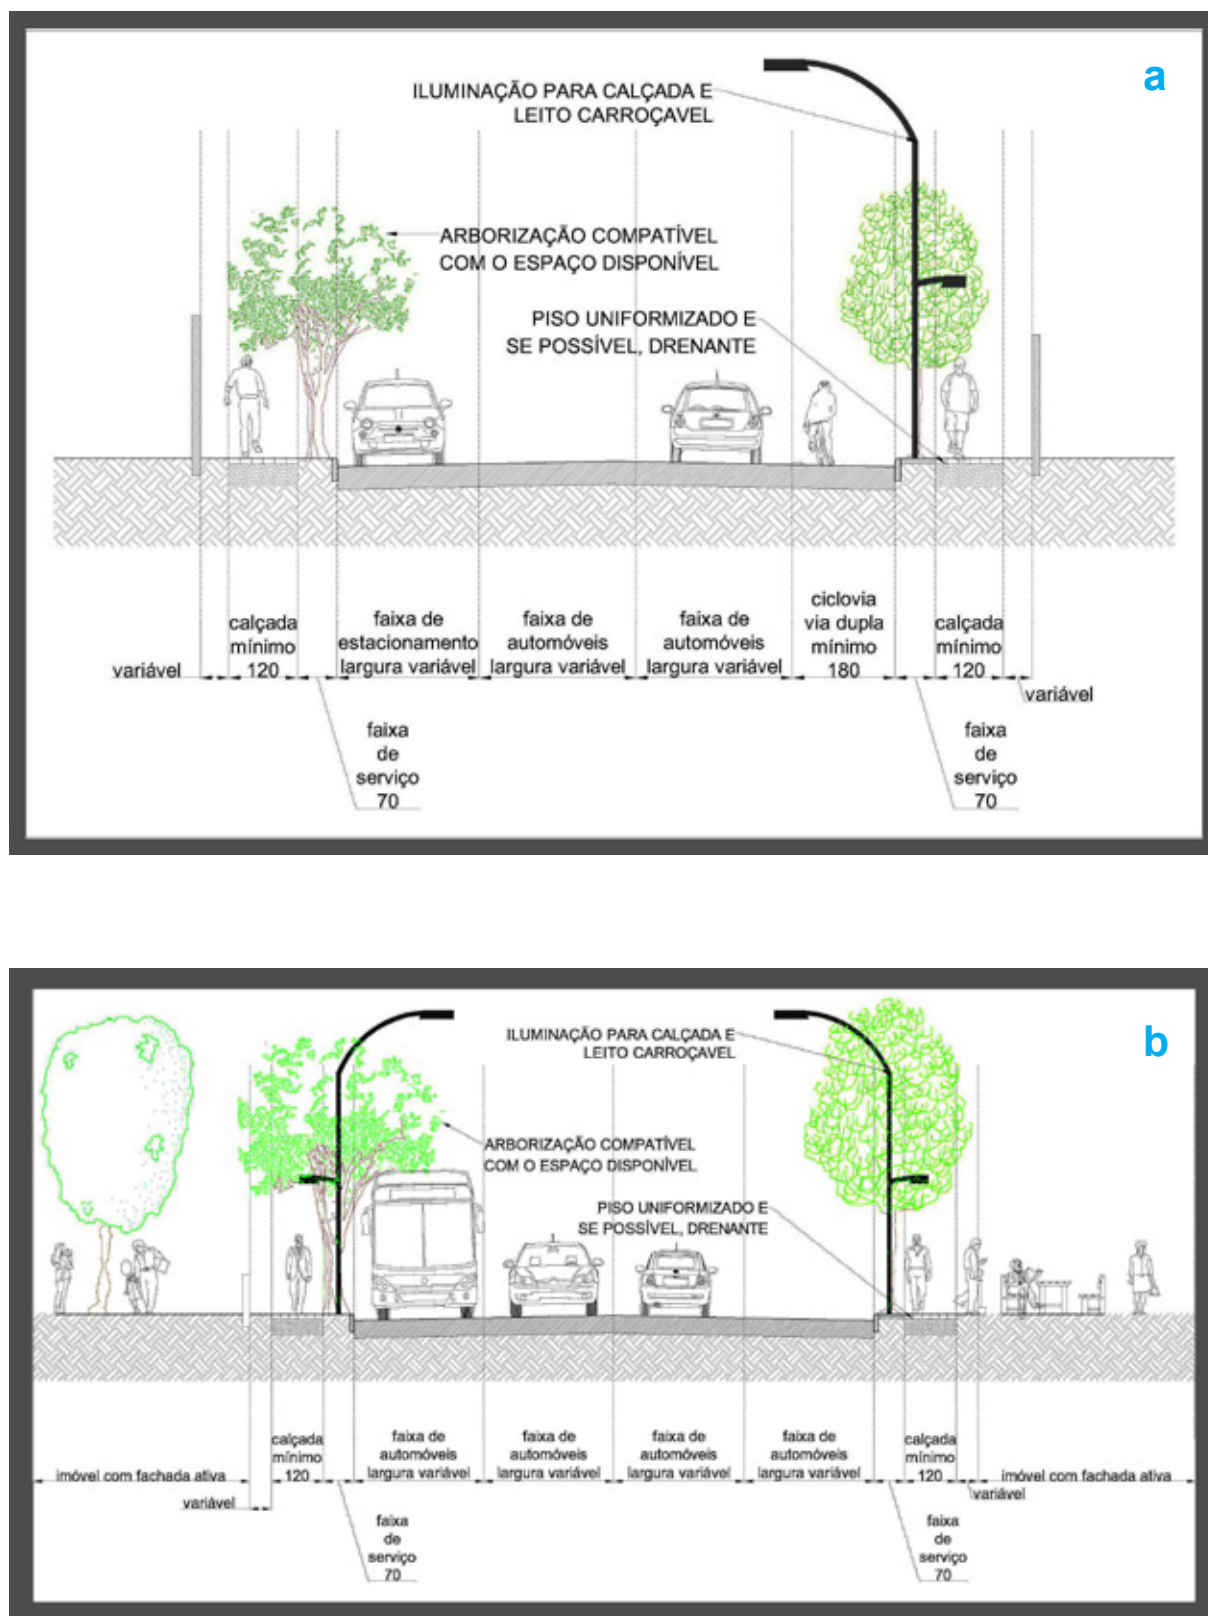 a
ILUMINAÇÃO PARA CALÇADA E
LEITO CARROÇAVEL
ARBORIZAÇÃO COMPATÍVEL
COM O ESPAÇO DISPONÍVEL
PISO UNIFORMIZADO E
SE POSSÍVEL, DRENANTE
variável
calçada
mínimo
120
faixa de
estacionamento
largura variável
faixa de
automóveis
largura variável
faixa de
automóveis
largura variável
ciclovia
via dupla
mínimo
180
calçada
mínimo
120
variável
faixa
de
serviço
70
faixa
de
serviço
70
b
ILUMINAÇÃO PARA CALÇADA E
LEITO CARROÇAVEL
ARBORIZAÇÃO COMPATÍVEL
COM O ESPAÇO DISPONÍVEL
PISO UNIFORMIZADO E
SE POSSÍVEL, DRENANTE
imóvel com fachada ativa
variável
calçada
mínimo
120
faixa de
automóveis
largura variável
faixa de
automóveis
largura variável
faixa de
automóveis
largura variável
faixa de
automóveis
largura variável
calçada
mínimo
120
imóvel com fachada ativa
variável
faixa
de
serviço
70
faixa
de
serviço
70